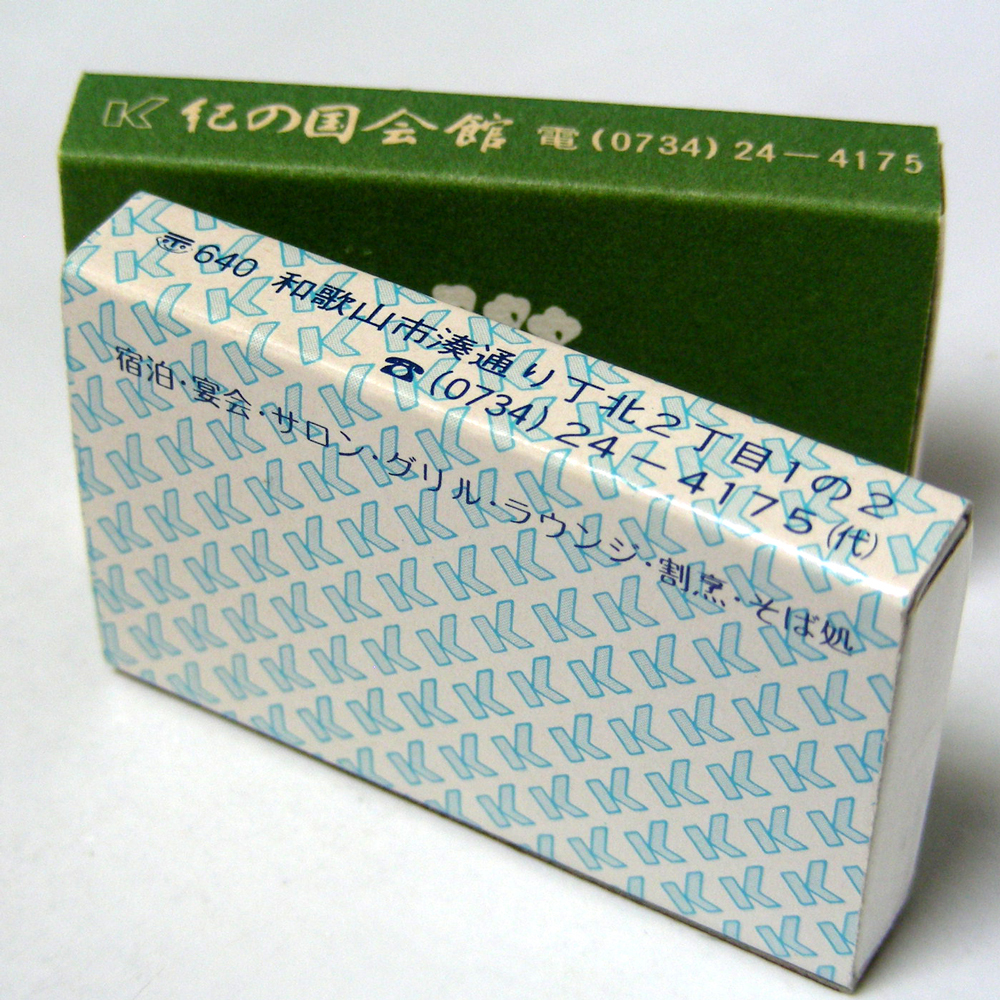 K 紀の国会館 電(0734)24—4175
〠640 和歌山市湊通り丁北2丁目1の2
☎(0734)24—4175(代)
宿泊・宴会・サロン・グリル・ラウンジ・割烹・そば処